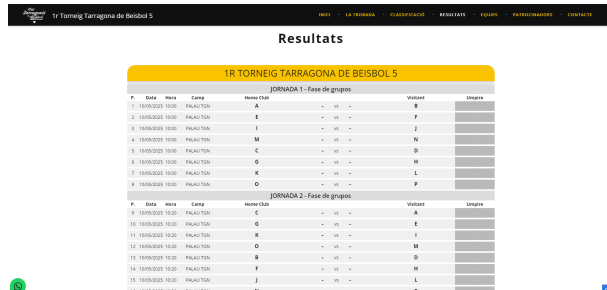 1r Torneig Tarragona de Beisbol 5
INICI LA TROBADA CLASSIFICACIÓ RESULTATS EQUIPS PATROCINADORS CONTACTE
Resultats
1R TORNEIG TARRAGONA DE BEISBOL 5
JORNADA 1 - Fase de grupos
P. Data Hora Camp Home Club Visitant Umpire
1 10/05/2025 10:00 PALAU TGN A - vs - B
2 10/05/2025 10:00 PALAU TGN E - vs - F
3 10/05/2025 10:00 PALAU TGN I - vs - J
4 10/05/2025 10:00 PALAU TGN M - vs - N
5 10/05/2025 10:00 PALAU TGN C - vs - D
6 10/05/2025 10:00 PALAU TGN G - vs - H
7 10/05/2025 10:00 PALAU TGN K - vs - L
8 10/05/2025 10:00 PALAU TGN O - vs - P
JORNADA 2 - Fase de grupos
P. Data Hora Camp Home Club Visitant Umpire
9 10/05/2025 10:20 PALAU TGN C - vs - A
10 10/05/2025 10:20 PALAU TGN G - vs - E
11 10/05/2025 10:20 PALAU TGN K - vs - I
12 10/05/2025 10:20 PALAU TGN O - vs - M
13 10/05/2025 10:20 PALAU TGN B - vs - D
14 10/05/2025 10:20 PALAU TGN F - vs - H
15 10/05/2025 10:20 PALAU TGN J - vs - L